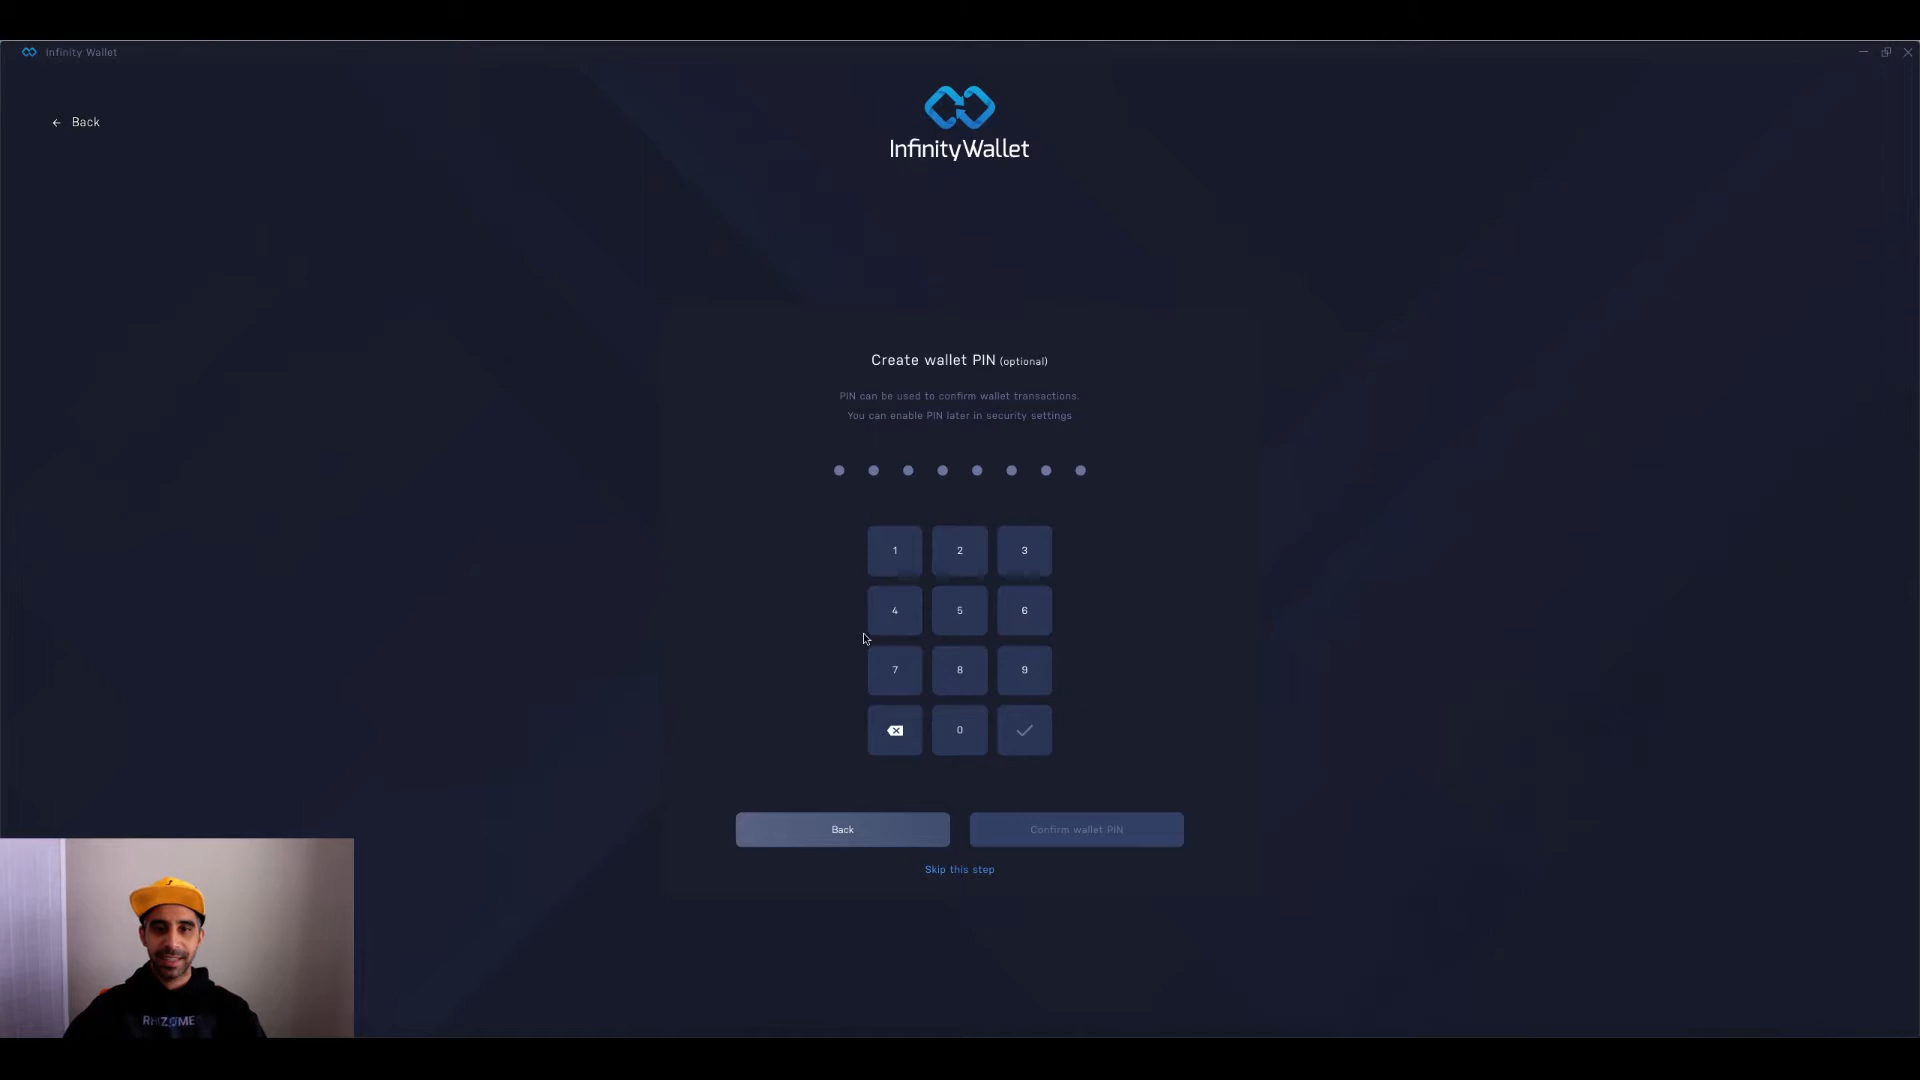 Infinity Wallet
Back
InfinityWallet
Create wallet PIN (optional)
PIN can be used to confirm wallet transactions.
You can enable PIN later in security settings
1 2 3
4 5 6
7 8 9
0
Back Confirm wallet PIN
Skip this step
RHIZOME